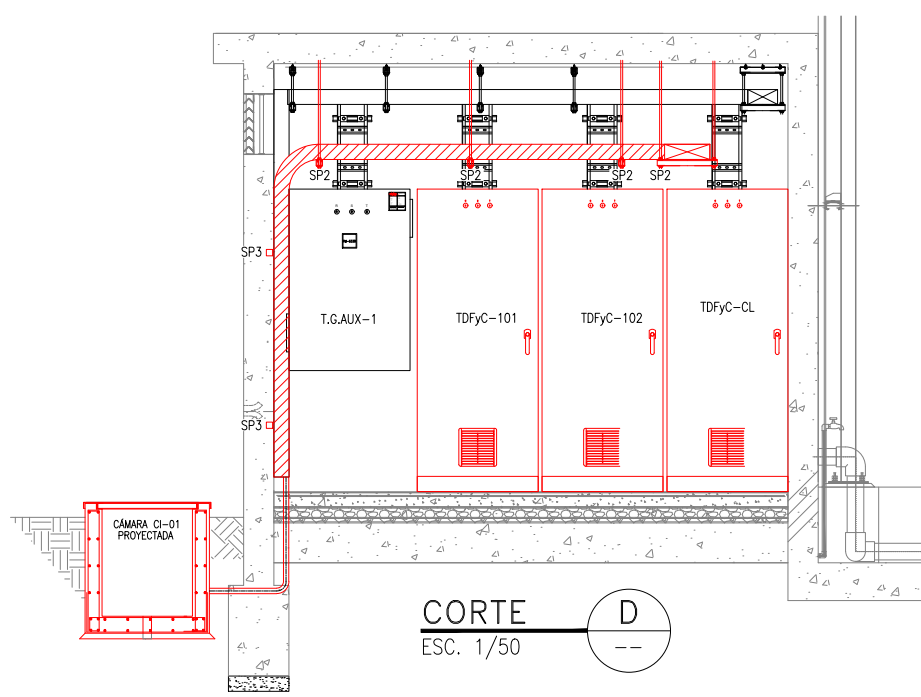 SP2
SP2
SP2
SP2
SP3
T.G.AUX-1
TDFyC-101
TDFyC-102
TDFyC-CL
SP3
CÁMARA CI-01
PROYECTADA
CORTE
ESC. 1/50
D
--